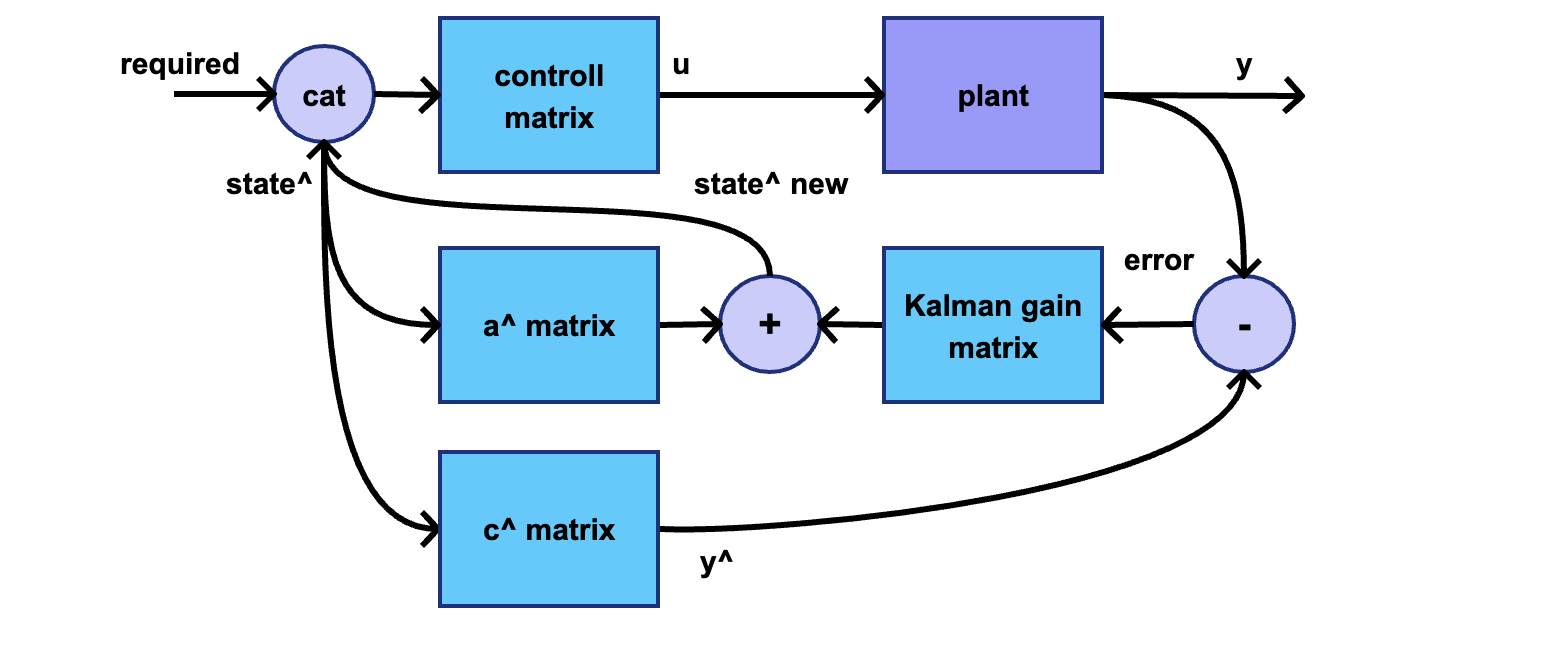 required
cat
controll
matrix
u
plant
y
state^
state^ new
a^ matrix
+
Kalman gain
matrix
error
-
c^ matrix
y^